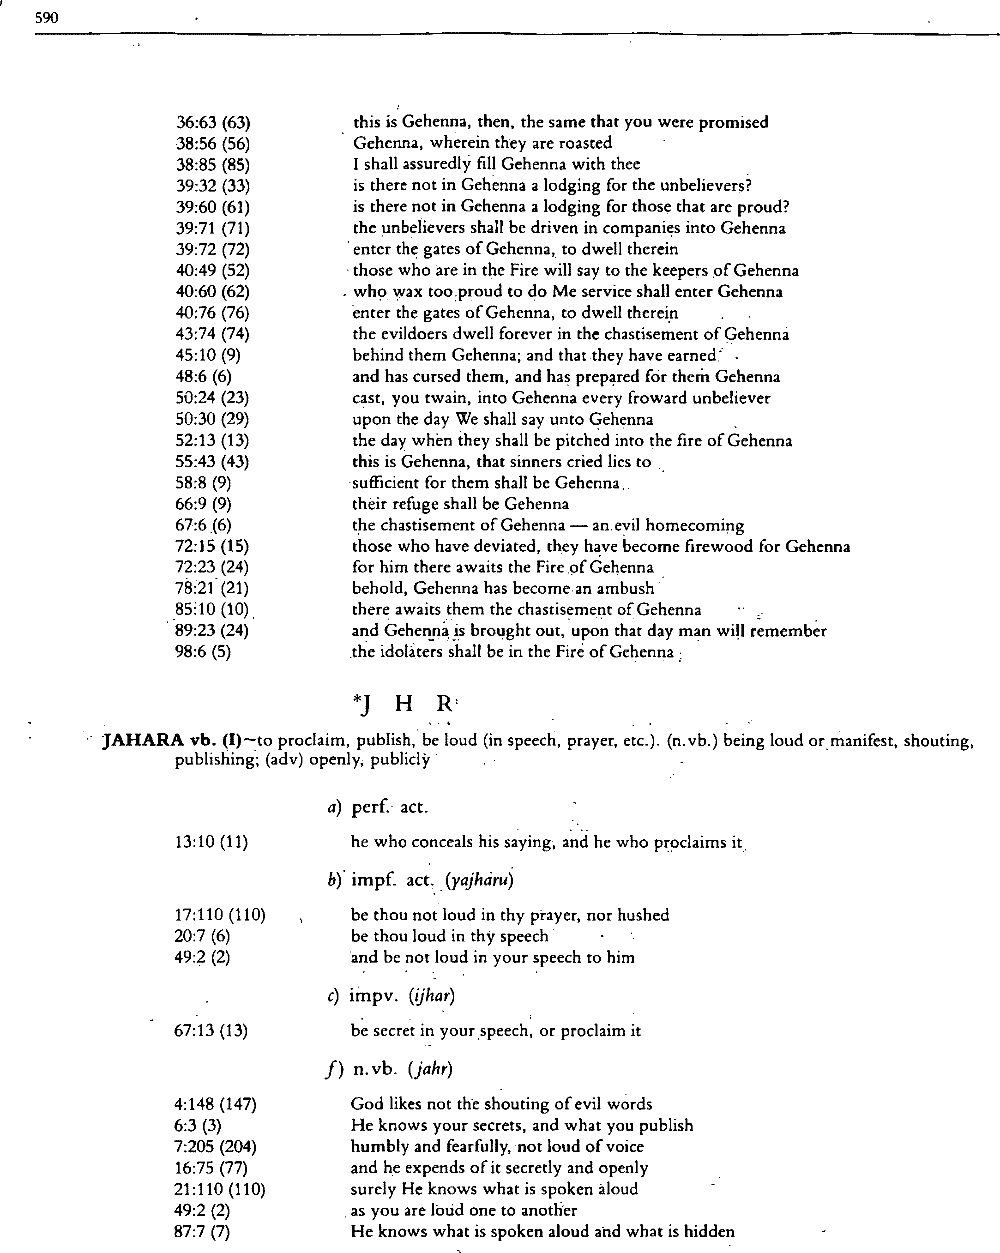 590
36:63 (63) this is Gehenna, then, the same that you were promised
38:56 (56) Gehenna, wherein they are roasted
38:85 (85) I shall assuredly fill Gehenna with thee
39:32 (33) is there not in Gehenna a lodging for the unbelievers?
39:60 (61) is there not in Gehenna a lodging for those that are proud?
39:71 (71) the unbelievers shall be driven in companies into Gehenna
39:72 (72) enter the gates of Gehenna, to dwell therein
40:49 (52) those who are in the Fire will say to the keepers of Gehenna
40:60 (62) who wax too proud to do Me service shall enter Gehenna
40:76 (76) enter the gates of Gehenna, to dwell therein
43:74 (74) the evildoers dwell forever in the chastisement of Gehenna
45:10 (9) behind them Gehenna; and that they have earned
48:6 (6) and has cursed them, and has prepared for them Gehenna
50:24 (23) cast, you twain, into Gehenna every froward unbeliever
50:30 (29) upon the day We shall say unto Gehenna
52:13 (13) the day when they shall be pitched into the fire of Gehenna
55:43 (43) this is Gehenna, that sinners cried lies to
58:8 (9) sufficient for them shall be Gehenna
66:9 (9) their refuge shall be Gehenna
67:6 (6) the chastisement of Gehenna — an evil homecoming
72:15 (15) those who have deviated, they have become firewood for Gehenna
72:23 (24) for him there awaits the Fire of Gehenna
78:21 (21) behold, Gehenna has become an ambush
85:10 (10) there awaits them the chastisement of Gehenna
89:23 (24) and Gehenna is brought out, upon that day man will remember
98:6 (5) the idolaters shall be in the Fire of Gehenna
*J H R
JAHARA vb. (I)~to proclaim, publish, be loud (in speech, prayer, etc.). (n.vb.) being loud or manifest, shouting,
publishing; (adv) openly, publicly
a) perf. act.
13:10 (11) he who conceals his saying, and he who proclaims it
b) impf. act. (yajharu)
17:110 (110) be thou not loud in thy prayer, nor hushed
20:7 (6) be thou loud in thy speech
49:2 (2) and be not loud in your speech to him
c) impv. (ijhar)
67:13 (13) be secret in your speech, or proclaim it
f) n.vb. (jahr)
4:148 (147) God likes not the shouting of evil words
6:3 (3) He knows your secrets, and what you publish
7:205 (204) humbly and fearfully, not loud of voice
16:75 (77) and he expends of it secretly and openly
21:110 (110) surely He knows what is spoken aloud
49:2 (2) as you are loud one to another
87:7 (7) He knows what is spoken aloud and what is hidden